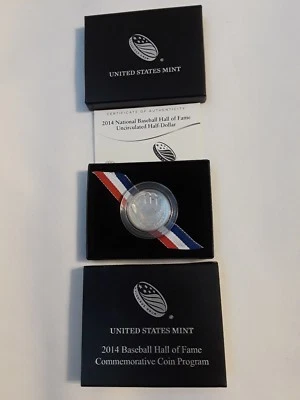 UNITED STATES MINT
CERTIFICATE OF AUTHENTICITY
2014 National Baseball Hall of Fame
Uncirculated Half-Dollar
UNITED STATES MINT
2014 Baseball Hall of Fame
Commemorative Coin Program